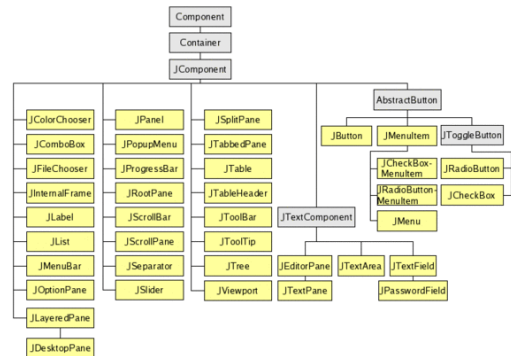 Component
Container
JComponent
AbstractButton
JColorChooser
JPanel
JSplitPane
JButton
JMenuItem
JToggleButton
JComboBox
JPopupMenu
JTabbedPane
JFileChooser
JProgressBar
JTable
JCheckBox-
MenuItem
JRadioButton
JInternalFrame
JRootPane
JTableHeader
JRadioButton-
MenuItem
JCheckBox
JLabel
JScrollBar
JToolBar
JTextComponent
JMenu
JList
JScrollPane
JToolTip
JMenuBar
JSeparator
JTree
JEditorPane
JTextArea
JTextField
JOptionPane
JSlider
JViewport
JTextPane
JPasswordField
JLayeredPane
JDesktopPane